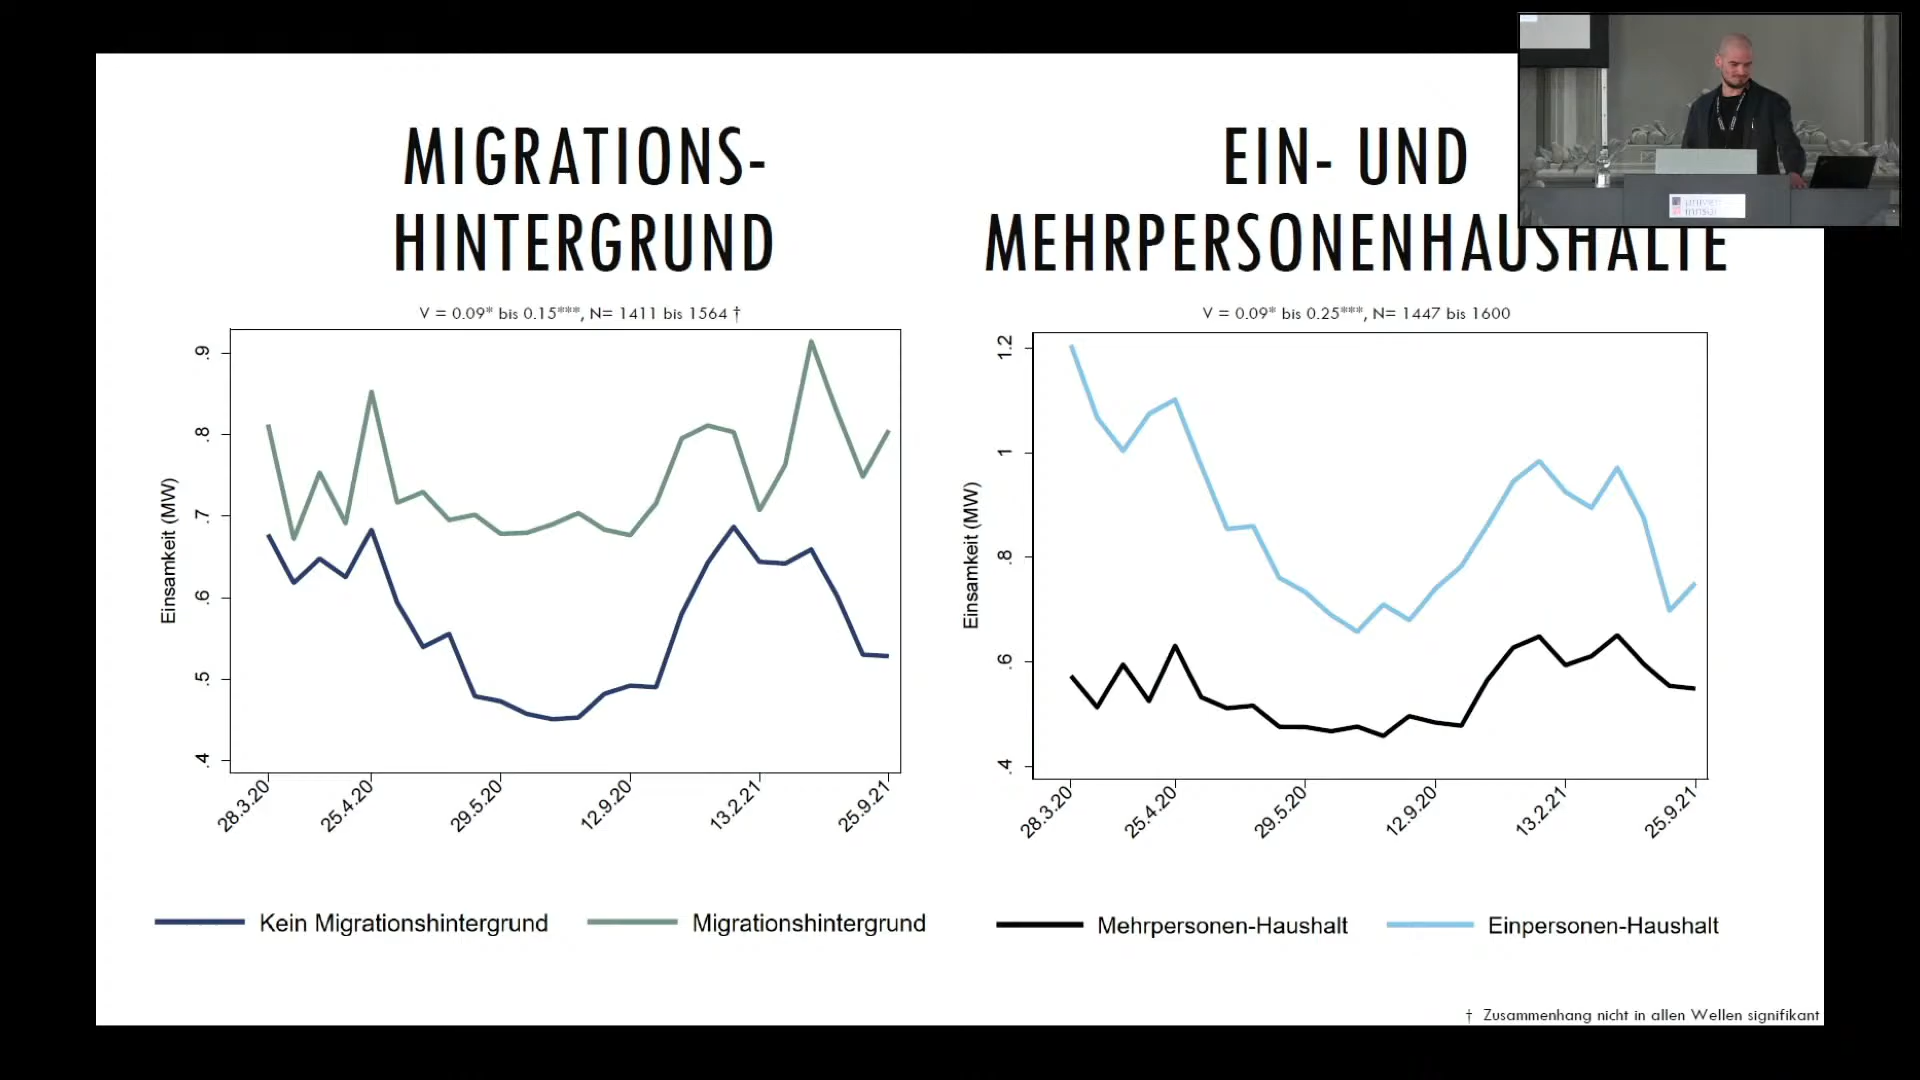 MIGRATIONS-
HINTERGRUND
V = 0.09* bis 0.15***, N= 1411 bis 1564 †
.9
.8
.7
.6
.5
.4
Einsamkeit (MW)
28.3.20
25.4.20
29.5.20
12.9.20
13.2.21
25.9.21
Kein Migrationshintergrund
Migrationshintergrund
EIN- UND
MEHRPERSONENHAUSHALTE
V = 0.09* bis 0.25***, N= 1447 bis 1600
1.2
1
.8
.6
.4
Einsamkeit (MW)
28.3.20
25.4.20
29.5.20
12.9.20
13.2.21
25.9.21
Mehrpersonen-Haushalt
Einpersonen-Haushalt
† Zusammenhang nicht in allen Wellen signifikant